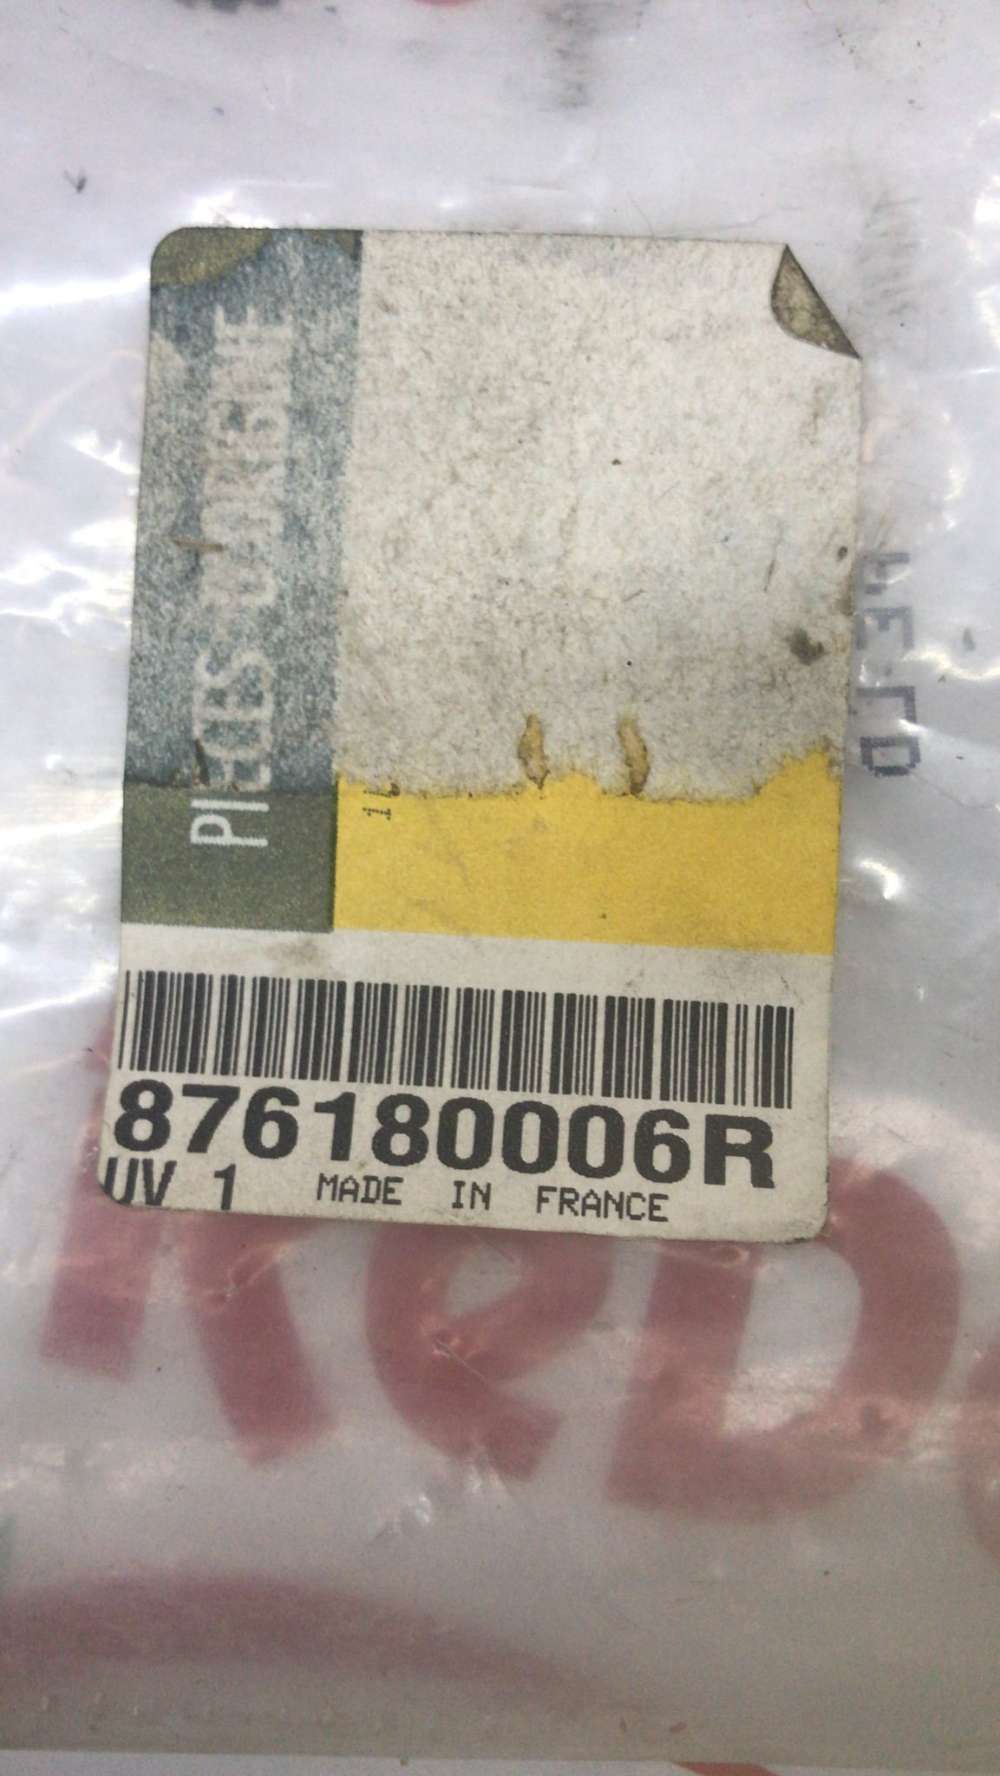 PIECES D'ORIGINE
876180006R
UV 1 MADE IN FRANCE